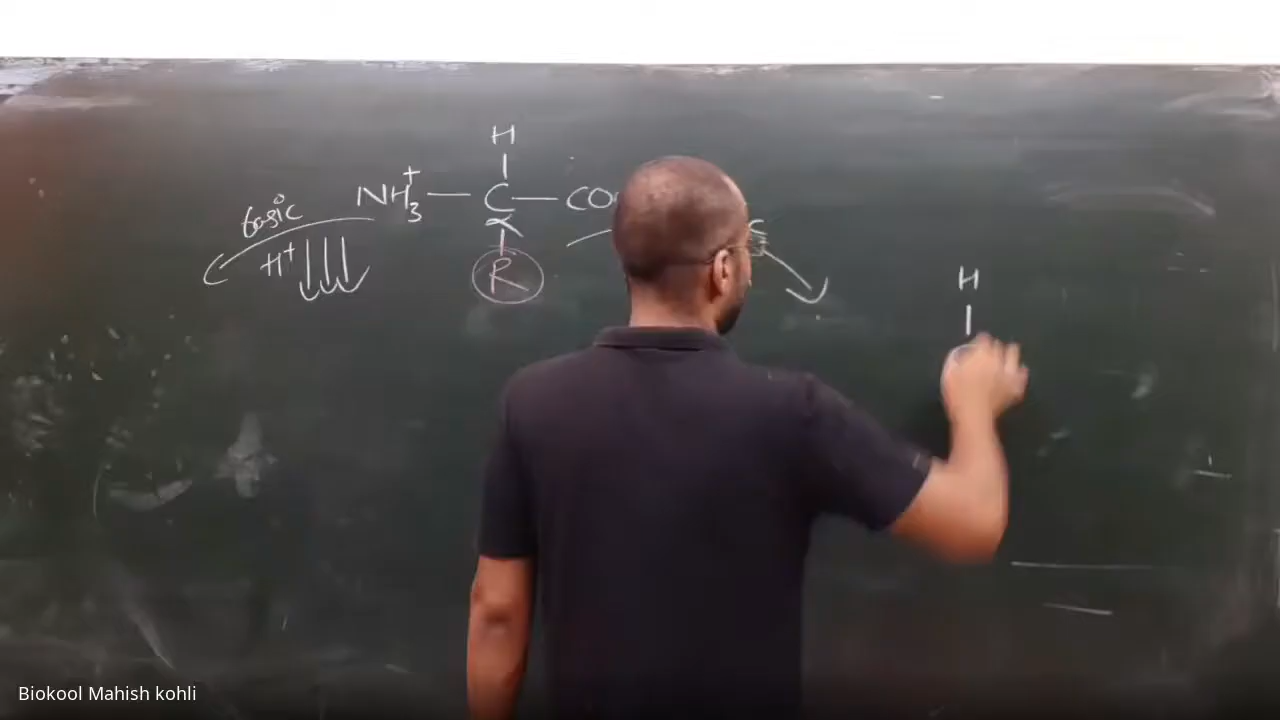 H
NH3+ — C — CO
α
R
basic
H+
H
Biokool Mahish kohli